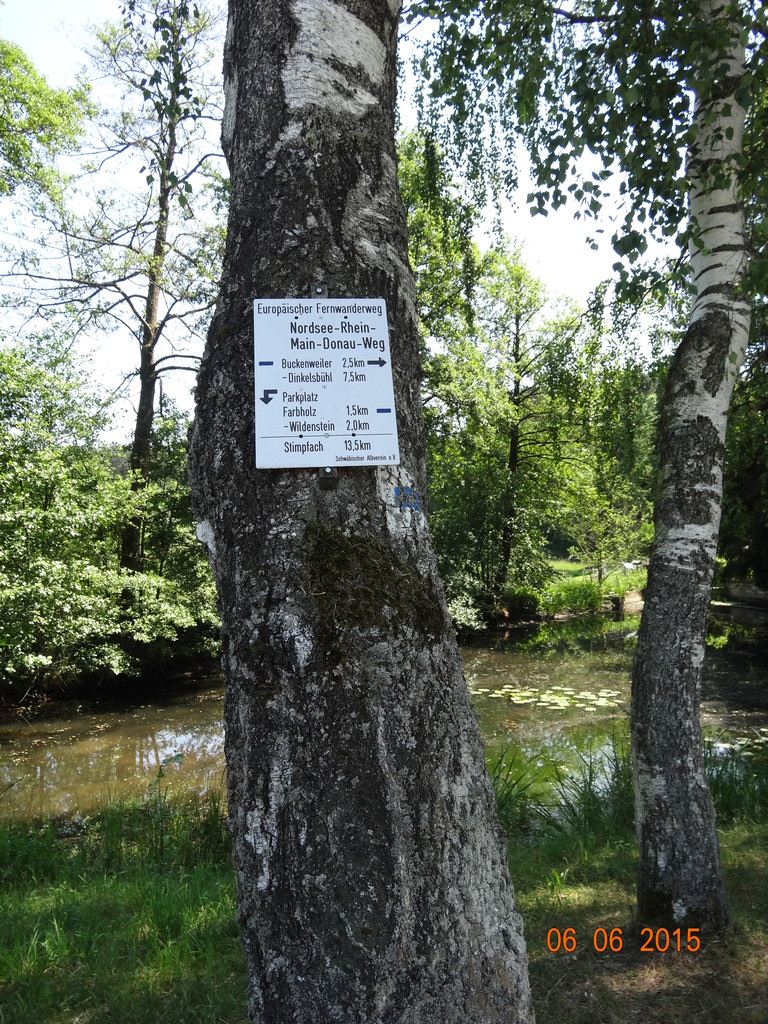 Europäischer Fernwanderweg
Nordsee-Rhein-
Main-Donau-Weg
Buckenweiler 2,5km
-Dinkelsbühl 7,5km
Parkplatz
Farbholz 1,5km
-Wildenstein 2,0km
Stimpfach 13,5km
Schwäbischer Albverein e.V.
06 06 2015